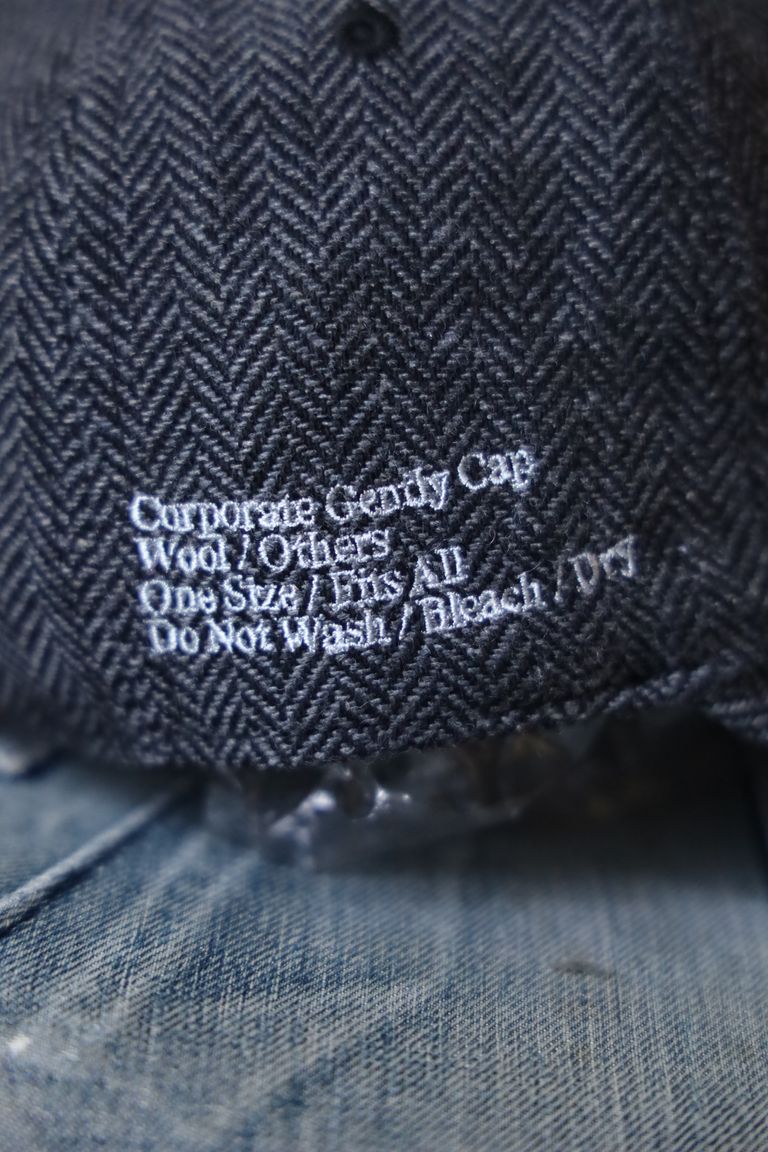 Corporate Gendy Cap
Wool / Others
One Size / Fits All
Do Not Wash / Bleach / Dry